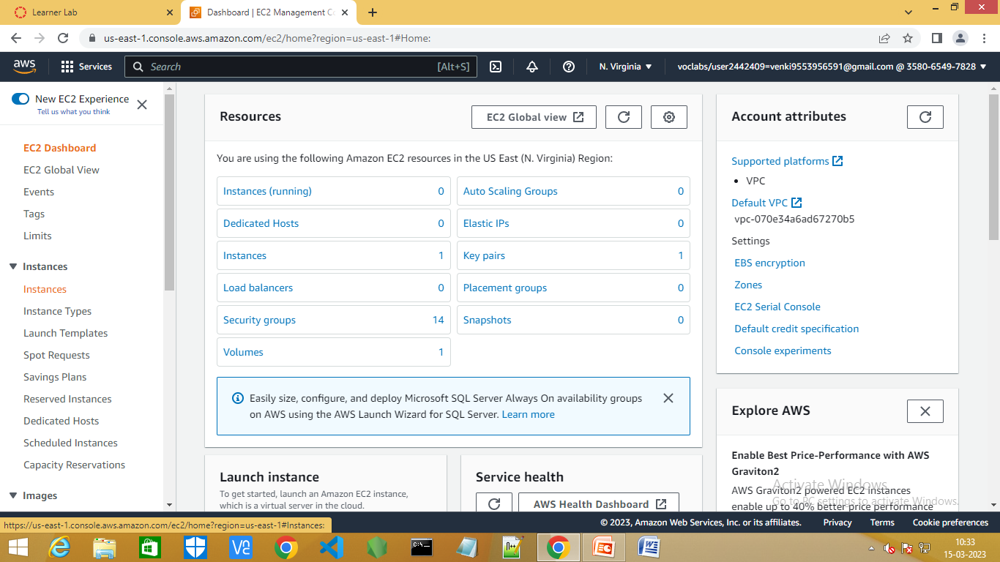 Learner Lab
Dashboard | EC2 Management Co
us-east-1.console.aws.amazon.com/ec2/home?region=us-east-1#Home:
aws
Services
Search
[Alt+S]
N. Virginia
voclabs/user2442409=venki9553956591@gmail.com @ 3580-6549-7828
New EC2 Experience
Tell us what you think
EC2 Dashboard
EC2 Global View
Events
Tags
Limits
Instances
Instances
Instance Types
Launch Templates
Spot Requests
Savings Plans
Reserved Instances
Dedicated Hosts
Scheduled Instances
Capacity Reservations
Images
Resources
EC2 Global view
You are using the following Amazon EC2 resources in the US East (N. Virginia) Region:
Instances (running) 0
Auto Scaling Groups 0
Dedicated Hosts 0
Elastic IPs 0
Instances 1
Key pairs 1
Load balancers 0
Placement groups 0
Security groups 14
Snapshots 0
Volumes 1
Easily size, configure, and deploy Microsoft SQL Server Always On availability groups
on AWS using the AWS Launch Wizard for SQL Server. Learn more
Launch instance
To get started, launch an Amazon EC2 instance,
which is a virtual server in the cloud.
Service health
AWS Health Dashboard
Account attributes
Supported platforms
• VPC
Default VPC
vpc-070e34a6ad67270b5
Settings
EBS encryption
Zones
EC2 Serial Console
Default credit specification
Console experiments
Explore AWS
Enable Best Price-Performance with AWS
Graviton2
AWS Graviton2 powered EC2 instances
enable up to 40% better price performance
Activate Windows
Go to PC settings to activate Windows.
https://us-east-1.console.aws.amazon.com/ec2/home?region=us-east-1#Instances:
© 2023, Amazon Web Services, Inc. or its affiliates.
Privacy
Terms
Cookie preferences
10:33
15-03-2023